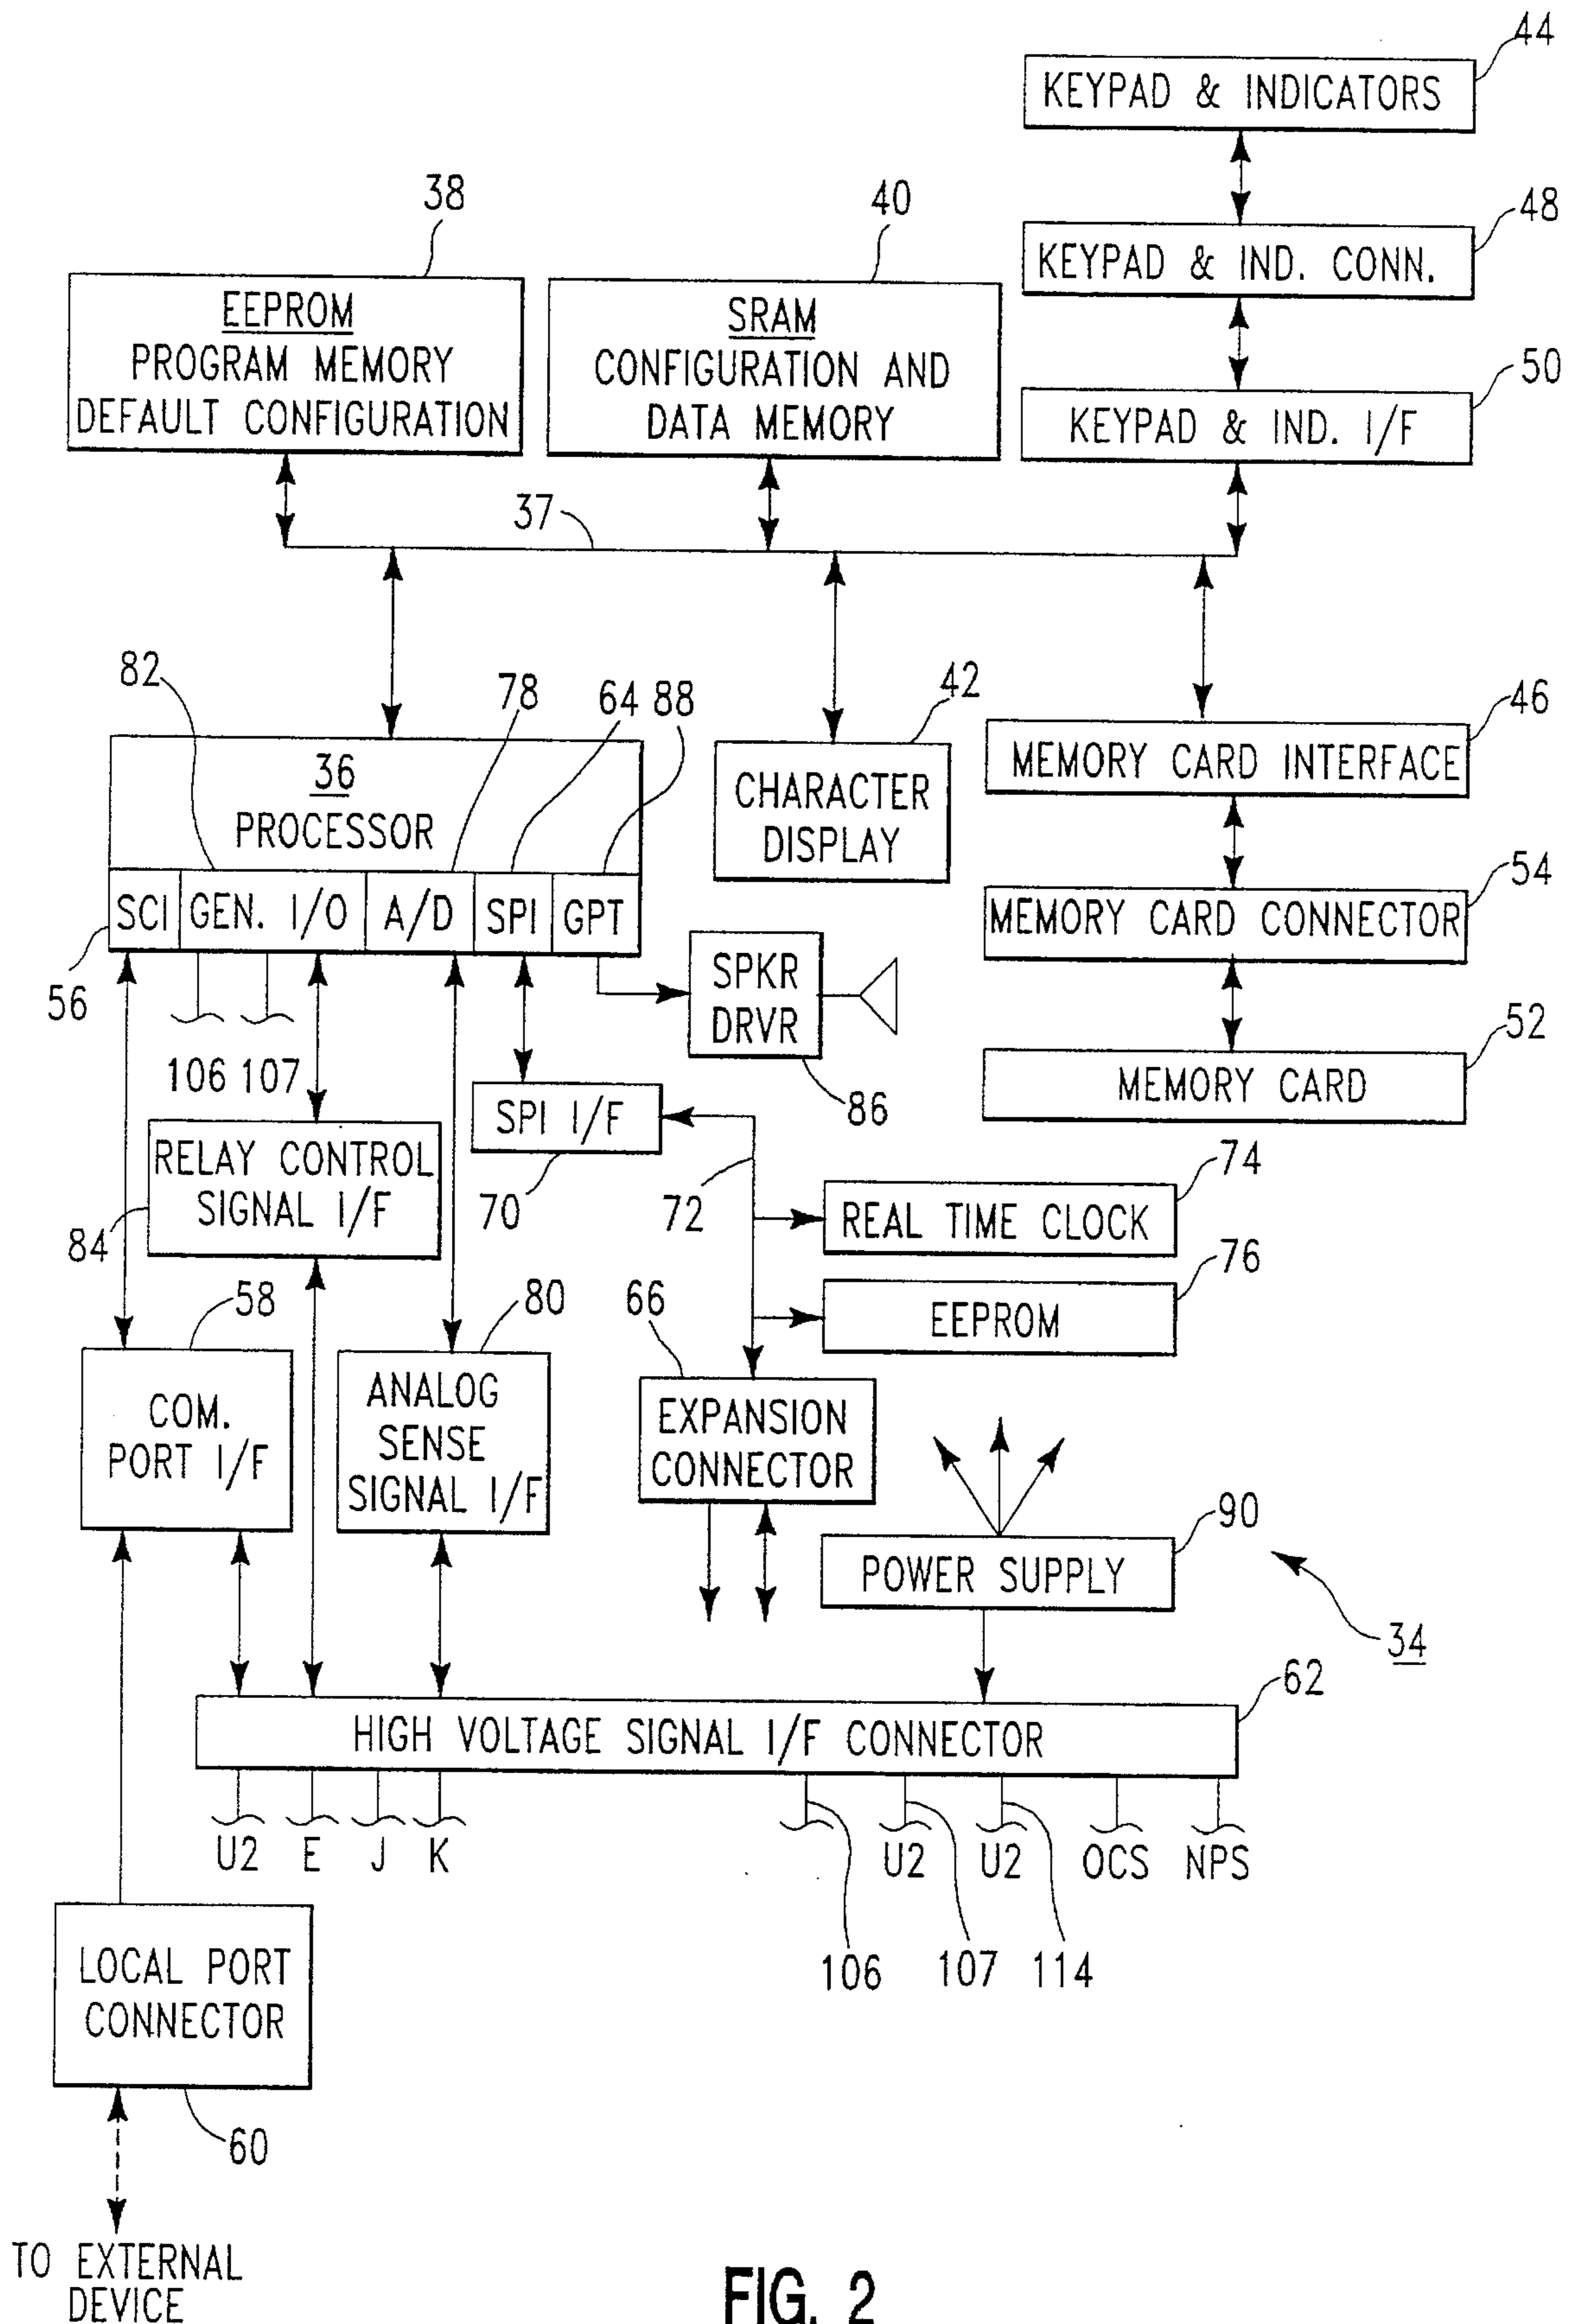 44
KEYPAD & INDICATORS
48
KEYPAD & IND. CONN.
38
40
EEPROM
PROGRAM MEMORY
DEFAULT CONFIGURATION
SRAM
CONFIGURATION AND
DATA MEMORY
50
KEYPAD & IND. I/F
37
82
78
64
88
42
46
36
PROCESSOR
SCI
GEN. I/O
A/D
SPI
GPT
56
CHARACTER
DISPLAY
MEMORY CARD INTERFACE
54
MEMORY CARD CONNECTOR
52
MEMORY CARD
SPKR
DRVR
86
106
107
RELAY CONTROL
SIGNAL I/F
84
SPI I/F
70
72
74
REAL TIME CLOCK
76
EEPROM
58
80
66
COM.
PORT I/F
ANALOG
SENSE
SIGNAL I/F
EXPANSION
CONNECTOR
90
POWER SUPPLY
34
62
HIGH VOLTAGE SIGNAL I/F CONNECTOR
U2
E
J
K
U2
U2
OCS
NPS
106
107
114
LOCAL PORT
CONNECTOR
60
TO EXTERNAL
DEVICE
FIG. 2